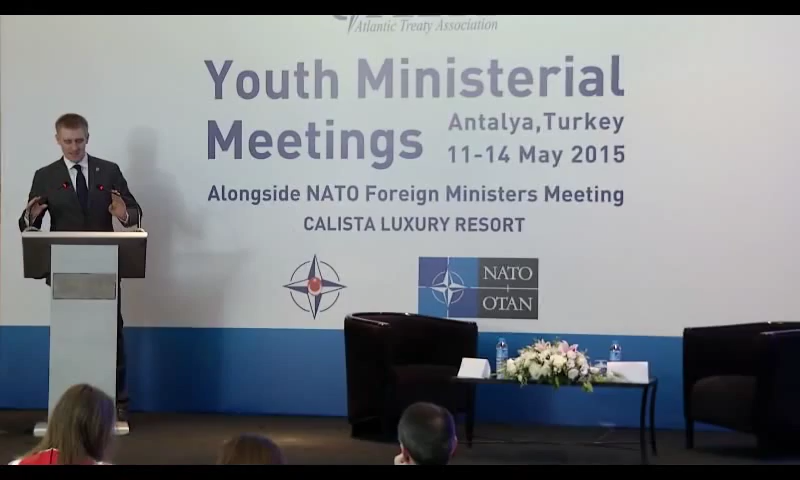 Atlantic Treaty Association
Youth Ministerial
Meetings
Antalya,Turkey
11-14 May 2015
Alongside NATO Foreign Ministers Meeting
CALISTA LUXURY RESORT
NATO
OTAN